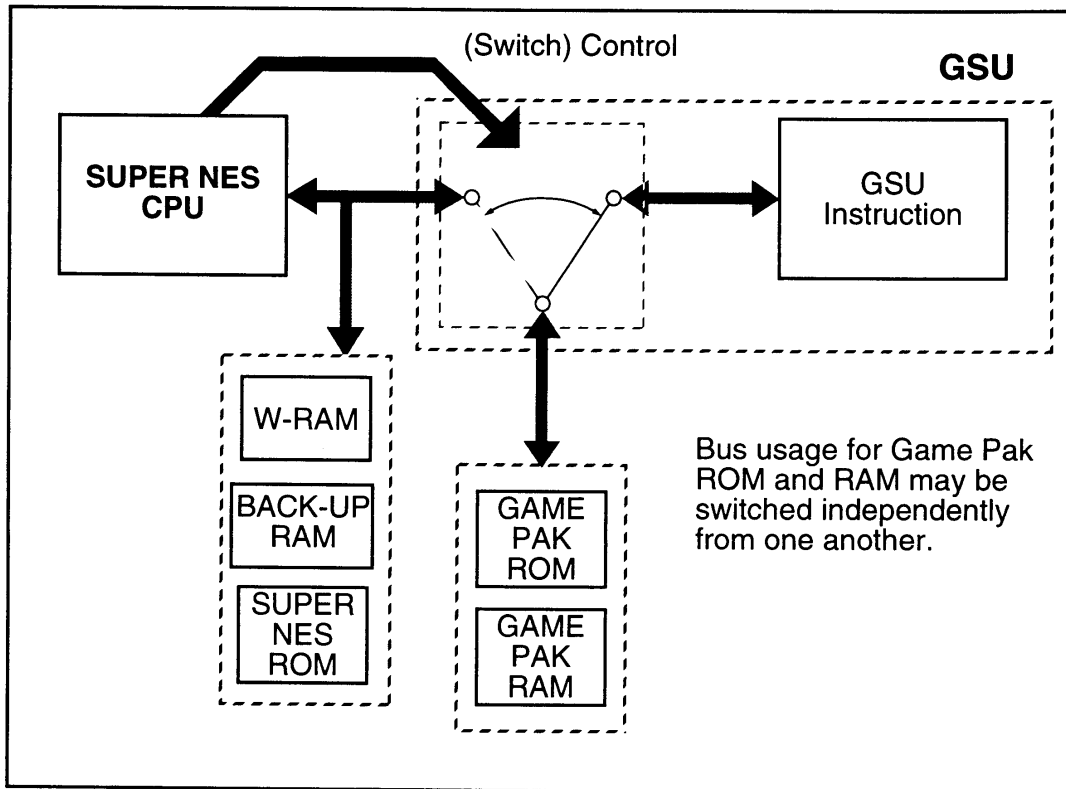 (Switch) Control
GSU
SUPER NES
CPU
GSU
Instruction
W-RAM
BACK-UP
RAM
SUPER
NES
ROM
GAME
PAK
ROM
GAME
PAK
RAM
Bus usage for Game Pak
ROM and RAM may be
switched independently
from one another.